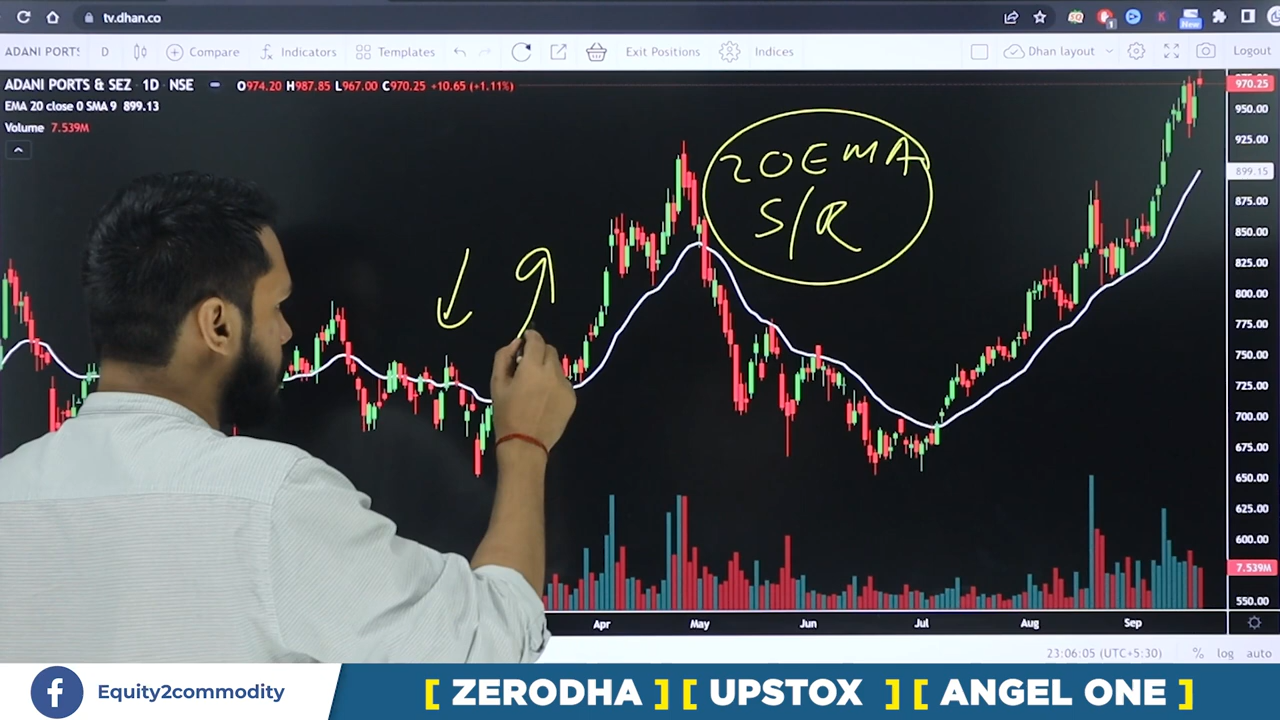 tv.dhan.co
New
1
ADANI PORTS
D
Compare
Indicators
Templates
Exit Positions
Indices
Dhan layout
Logout
ADANI PORTS & SEZ 1D NSE
O974.20 H987.85 L967.00 C970.25 +10.65 (+1.11%)
EMA 20 close 0 SMA 9 899.13
Volume 7.539M
20EMA
S/R
970.25
950.00
925.00
899.15
875.00
850.00
825.00
800.00
775.00
750.00
725.00
700.00
675.00
650.00
625.00
600.00
7.539M
550.00
Apr May Jun Jul Aug Sep
23:06:05 (UTC+5:30) % log auto
Equity2commodity
[ ZERODHA ] [ UPSTOX ] [ ANGEL ONE ]